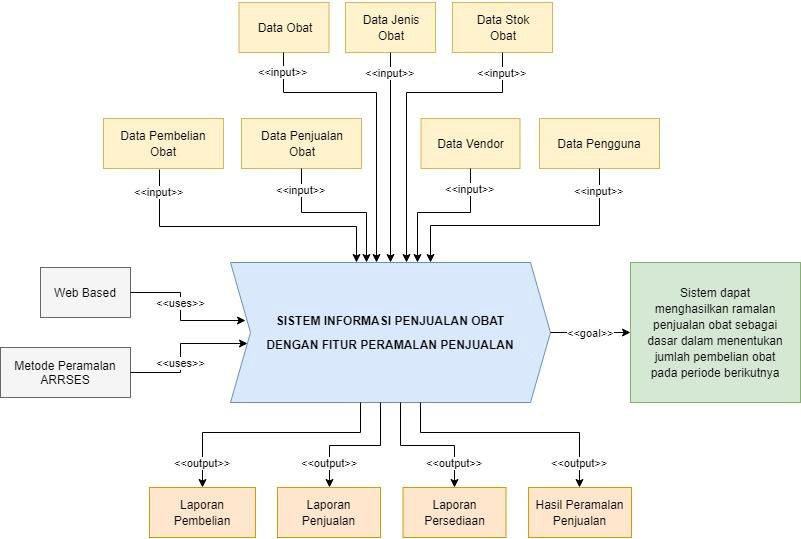 Data Obat
Data Jenis
Obat
Data Stok
Obat
<<input>>
<<input>>
<<input>>
Data Pembelian
Obat
Data Penjualan
Obat
Data Vendor
Data Pengguna
<<input>>
<<input>>
<<input>>
<<input>>
Web Based
<<uses>>
Metode Peramalan
ARRSES
<<uses>>
SISTEM INFORMASI PENJUALAN OBAT
DENGAN FITUR PERAMALAN PENJUALAN
<<goal>>
Sistem dapat
menghasilkan ramalan
penjualan obat sebagai
dasar dalam menentukan
jumlah pembelian obat
pada periode berikutnya
<<output>>
<<output>>
<<output>>
<<output>>
Laporan
Pembelian
Laporan
Penjualan
Laporan
Persediaan
Hasil Peramalan
Penjualan